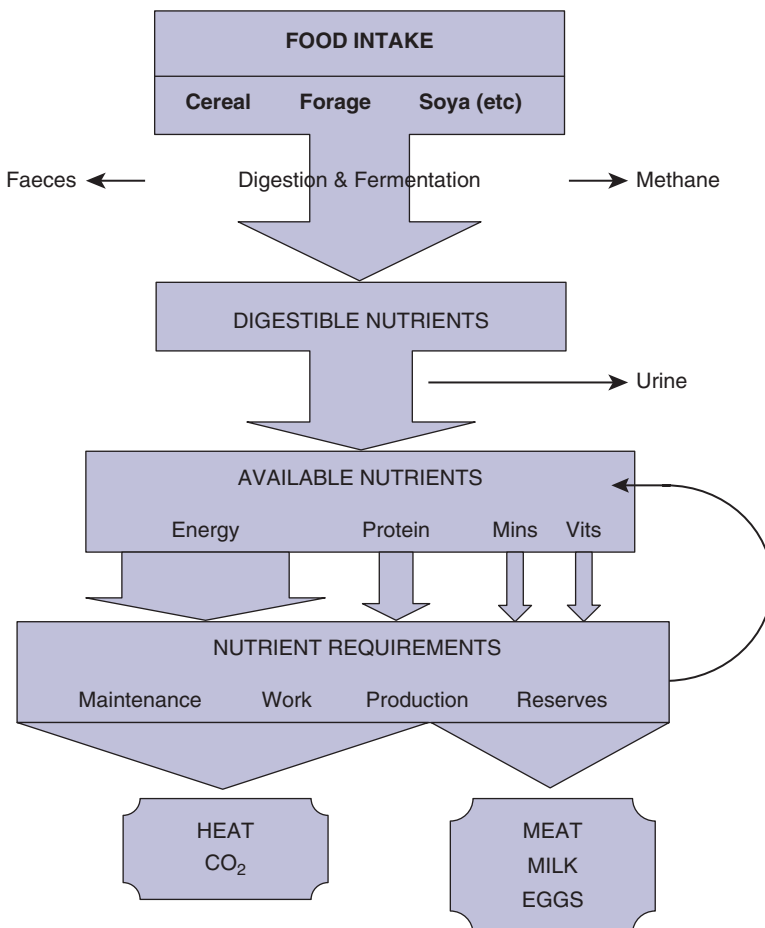 FOOD INTAKE
Cereal Forage Soya (etc)
Faeces Digestion & Fermentation Methane
DIGESTIBLE NUTRIENTS
Urine
AVAILABLE NUTRIENTS
Energy Protein Mins Vits
NUTRIENT REQUIREMENTS
Maintenance Work Production Reserves
HEAT
CO₂
MEAT
MILK
EGGS